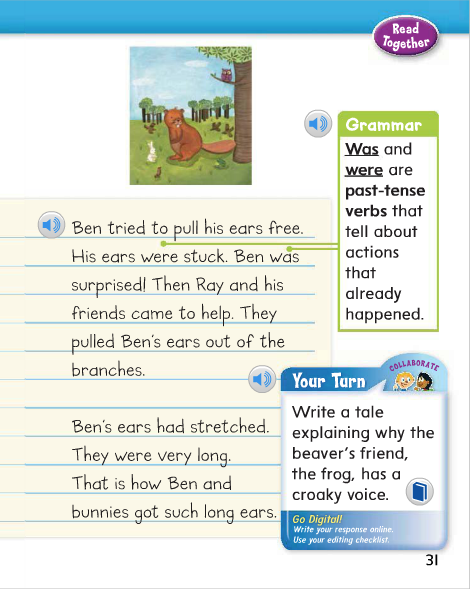 Read
Together
Grammar
Was and
were are
past-tense
verbs that
tell about
actions
that
already
happened.
Ben tried to pull his ears free.
His ears were stuck. Ben was
surprised! Then Ray and his
friends came to help. They
pulled Ben's ears out of the
branches.
Ben's ears had stretched.
They were very long.
That is how Ben and
bunnies got such long ears.
COLLABORATE
Your Turn
Write a tale
explaining why the
beaver's friend,
the frog, has a
croaky voice.
Go Digital!
Write your response online.
Use your editing checklist.
31